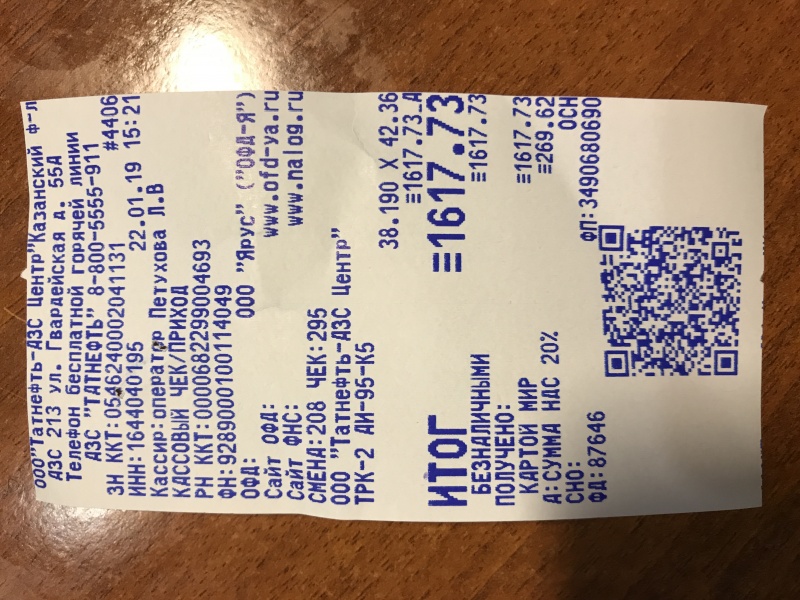 ООО"Татнефть-АЗС Центр"Казанский ф-л
АЗС 213 ул. Гвардейская д. 55А
Телефон бесплатной горячей линии
АЗС "ТАТНЕФТЬ" 8-800-5555-911
ЗН ККТ:0546240002041131 #4406
ИНН:1644040195 22.01.19 15:21
Кассир:оператор Петухова Л.В
КАССОВЫЙ ЧЕК/ПРИХОД
РН ККТ:0000682299004693
ФН:9289000100114049
ОФД: ООО "Ярус" ("ОФД-Я")
Сайт ОФД: www.ofd-ya.ru
Сайт ФНС: www.nalog.ru
СМЕНА:208 ЧЕК:295
ООО "Татнефть-АЗС Центр"
ТРК-2 АИ-95-К5
38.190 X 42.36
≡1617.73_А
ИТОГ ≡1617.73
БЕЗНАЛИЧНЫМИ ≡1617.73
ПОЛУЧЕНО:
КАРТОЙ МИР ≡1617.73
А:СУММА НДС 20% ≡269.62
СНО: ОСН
ФД:87646 ФП:3490680690